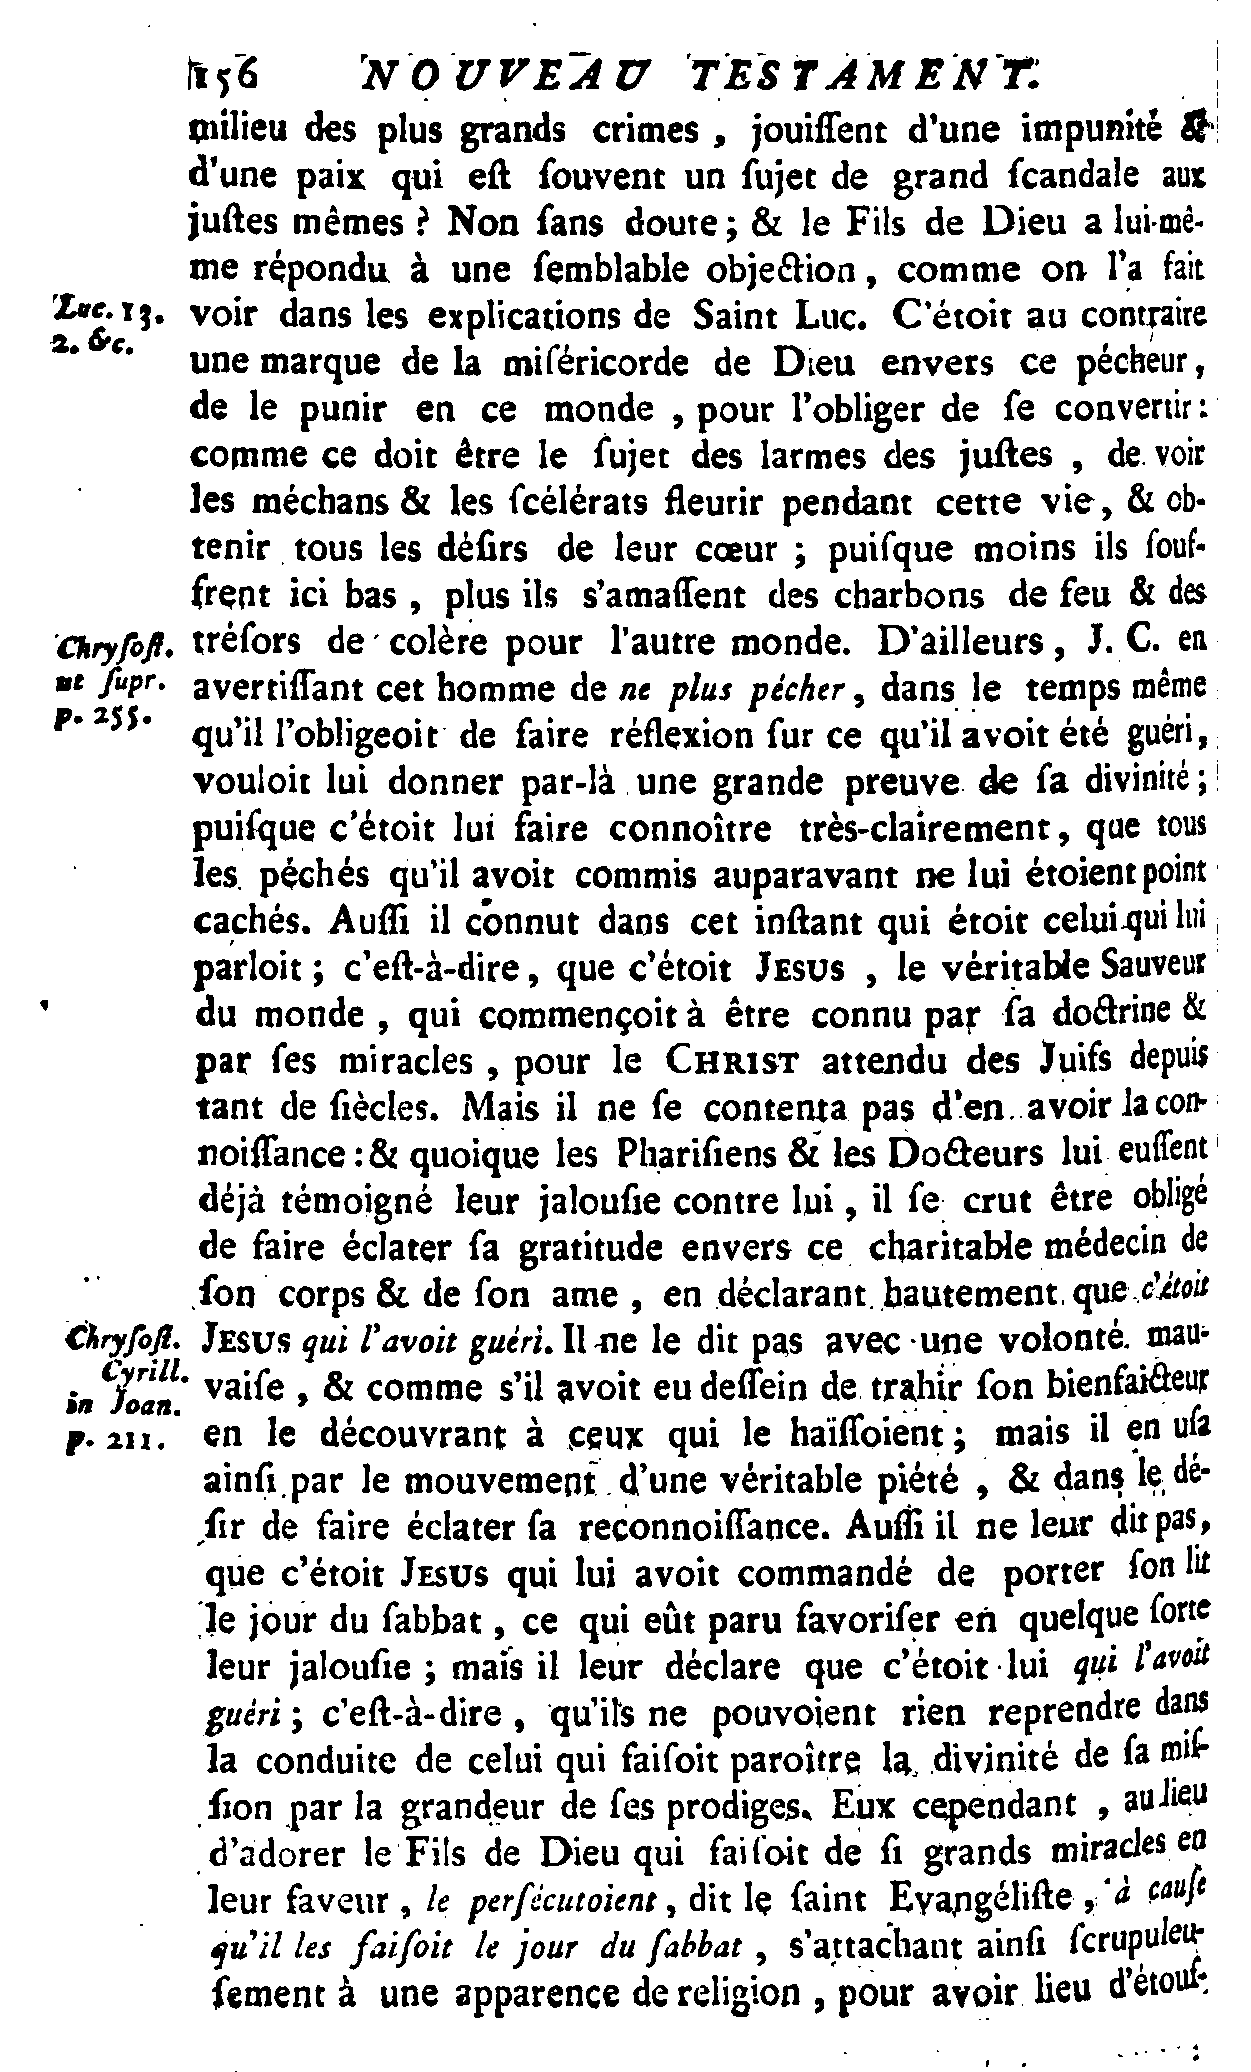 156 NOUVEAU TESTAMENT.
milieu des plus grands crimes , jouiſſent d'une impunité &
d'une paix qui eſt ſouvent un ſujet de grand ſcandale aux
juſtes mêmes ? Non ſans doute ; & le Fils de Dieu a lui-mê-
me répondu à une ſemblable objection , comme on l'a fait
Luc. 13. voir dans les explications de Saint Luc. C'étoit au contraire
2. &c. une marque de la miſéricorde de Dieu envers ce pécheur ,
de le punir en ce monde , pour l'obliger de ſe convertir :
comme ce doit être le ſujet des larmes des juſtes , de voir
les méchans & les ſcélérats fleurir pendant cette vie , & ob-
tenir tous les déſirs de leur cœur ; puiſque moins ils ſouf-
frent ici bas , plus ils s'amaſſent des charbons de feu & des
Chryſoſt. tréſors de colère pour l'autre monde. D'ailleurs , J. C. en
ut ſupr. avertiſſant cet homme de ne plus pécher , dans le temps même
p. 255. qu'il l'obligeoit de faire réflexion ſur ce qu'il avoit été guéri ,
vouloit lui donner par-là une grande preuve de ſa divinité ;
puiſque c'étoit lui faire connoître très-clairement , que tous
les péchés qu'il avoit commis auparavant ne lui étoient point
cachés. Auſſi il connut dans cet inſtant qui étoit celui qui lui
parloit ; c'eſt-à-dire , que c'étoit JESUS , le véritable Sauveur
du monde , qui commençoit à être connu par ſa doctrine &
par ſes miracles , pour le CHRIST attendu des Juifs depuis
tant de ſiècles. Mais il ne ſe contenta pas d'en avoir la con-
noiſſance : & quoique les Phariſiens & les Docteurs lui euſſent
déjà témoigné leur jalouſie contre lui , il ſe crut être obligé
de faire éclater ſa gratitude envers ce charitable médecin de
ſon corps & de ſon ame , en déclarant hautement que c'étoit
Chryſoſt. JESUS qui l'avoit guéri. Il ne le dit pas avec une volonté mau-
Cyrill. vaiſe , & comme s'il avoit eu deſſein de trahir ſon bienfaicteur
in Joan.
p. 211. en le découvrant à ceux qui le haïſſoient ; mais il en uſa
ainſi par le mouvement d'une véritable piété , & dans le dé-
ſir de faire éclater ſa reconnoiſſance. Auſſi il ne leur dit pas ,
que c'étoit JESUS qui lui avoit commandé de porter ſon lit
le jour du ſabbat , ce qui eût paru favoriſer en quelque ſorte
leur jalouſie ; mais il leur déclare que c'étoit lui qui l'avoit
guéri ; c'eſt-à-dire , qu'ils ne pouvoient rien reprendre dans
la conduite de celui qui faiſoit paroître la divinité de ſa miſ-
ſion par la grandeur de ſes prodiges. Eux cependant , au lieu
d'adorer le Fils de Dieu qui faiſoit de ſi grands miracles en
leur faveur , le perſécutoient , dit le ſaint Evangéliſte , à cauſe
qu'il les faiſoit le jour du ſabbat , s'attachant ainſi ſcrupuleu-
ſement à une apparence de religion , pour avoir lieu d'étouf-